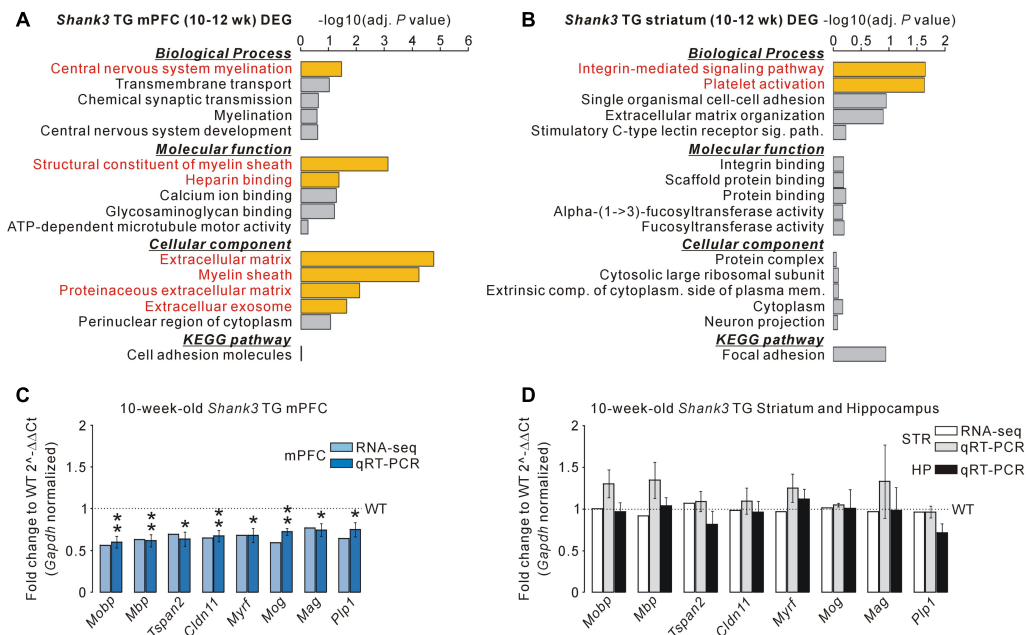 A
Shank3 TG mPFC (10-12 wk) DEG
-log10(adj. P value)
0 1 2 3 4 5 6
Biological Process
Central nervous system myelination
Transmembrane transport
Chemical synaptic transmission
Myelination
Central nervous system development
Molecular function
Structural constituent of myelin sheath
Heparin binding
Calcium ion binding
Glycosaminoglycan binding
ATP-dependent microtubule motor activity
Cellular component
Extracellular matrix
Myelin sheath
Proteinaceous extracellular matrix
Extracelluar exosome
Perinuclear region of cytoplasm
KEGG pathway
Cell adhesion molecules
B
Shank3 TG striatum (10-12 wk) DEG
-log10(adj. P value)
0 0.5 1 1.5 2
Biological Process
Integrin-mediated signaling pathway
Platelet activation
Single organismal cell-cell adhesion
Extracellular matrix organization
Stimulatory C-type lectin receptor sig. path.
Molecular function
Integrin binding
Scaffold protein binding
Protein binding
Alpha-(1->3)-fucosyltransferase activity
Fucosyltransferase activity
Cellular component
Protein complex
Cytosolic large ribosomal subunit
Extrinsic comp. of cytoplasm. side of plasma mem.
Cytoplasm
Neuron projection
KEGG pathway
Focal adhesion
C
10-week-old Shank3 TG mPFC
Fold change to WT 2^-ΔΔCt
(Gapdh normalized)
2
1.5
1
0.5
0
mPFC
RNA-seq
qRT-PCR
WT
** ** * ** * ** * *
Mobp Mbp Tspan2 Cldn11 Myrf Mog Mag Plp1
D
10-week-old Shank3 TG Striatum and Hippocampus
Fold change to WT 2^-ΔΔCt
(Gapdh normalized)
2
1.5
1
0.5
0
STR
RNA-seq
qRT-PCR
HP
qRT-PCR
WT
Mobp Mbp Tspan2 Cldn11 Myrf Mog Mag Plp1